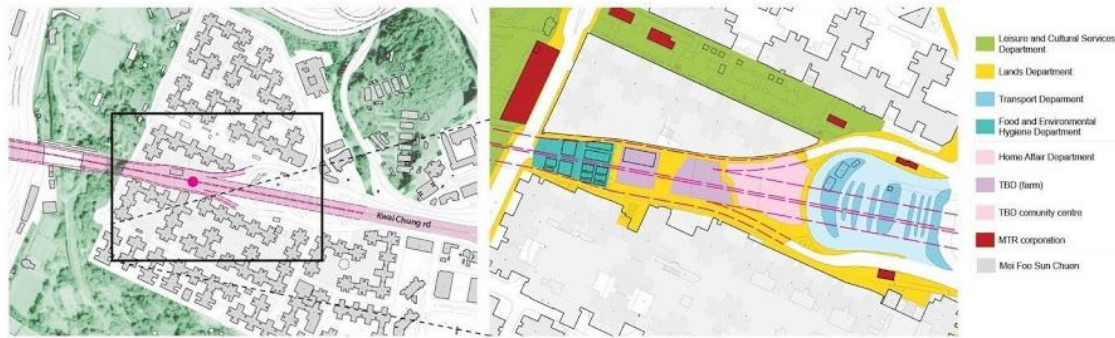 Kwai Chung rd
Leisure and Cultural Services
Department
Lands Department
Transport Deparment
Food and Environmental
Hygiene Department
Home Affair Department
TBD (farm)
TBD comunity centre
MTR corporation
Mei Foo Sun Chuen